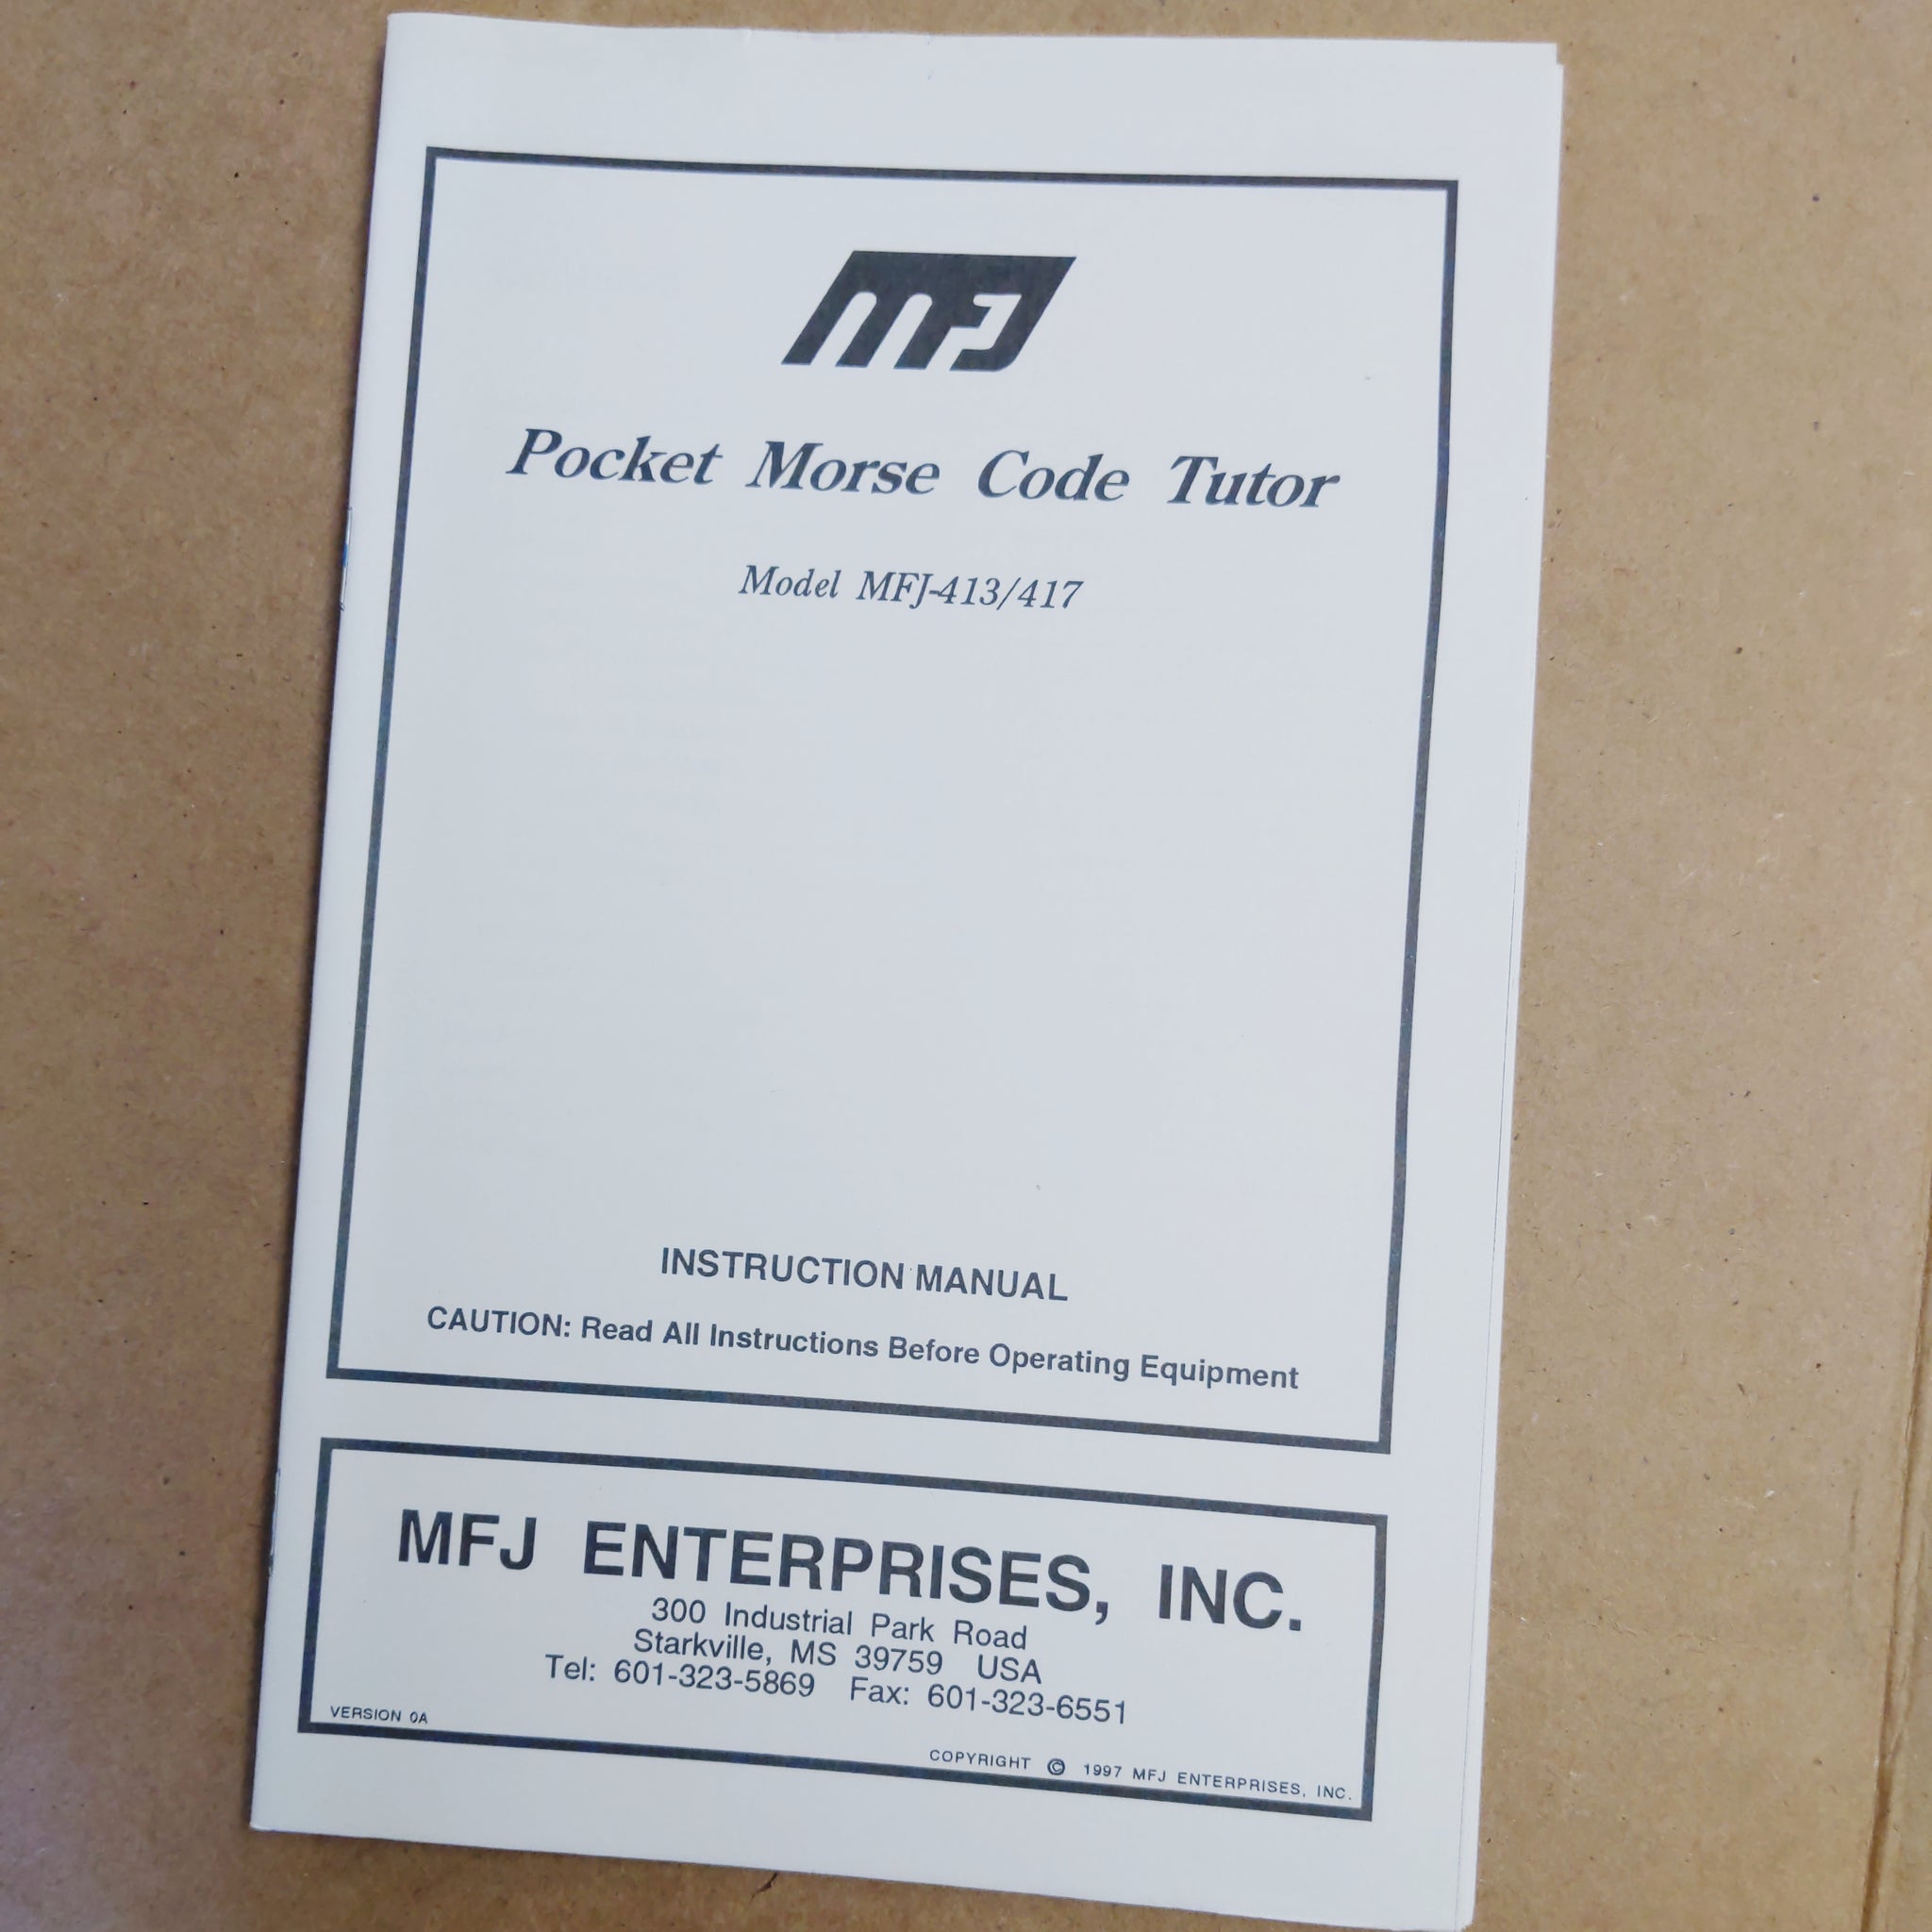 MFJ
Pocket Morse Code Tutor
Model MFJ-413/417
INSTRUCTION MANUAL
CAUTION: Read All Instructions Before Operating Equipment
MFJ ENTERPRISES, INC.
300 Industrial Park Road
Starkville, MS 39759 USA
Tel: 601-323-5869 Fax: 601-323-6551
VERSION 0A
COPYRIGHT © 1997 MFJ ENTERPRISES, INC.